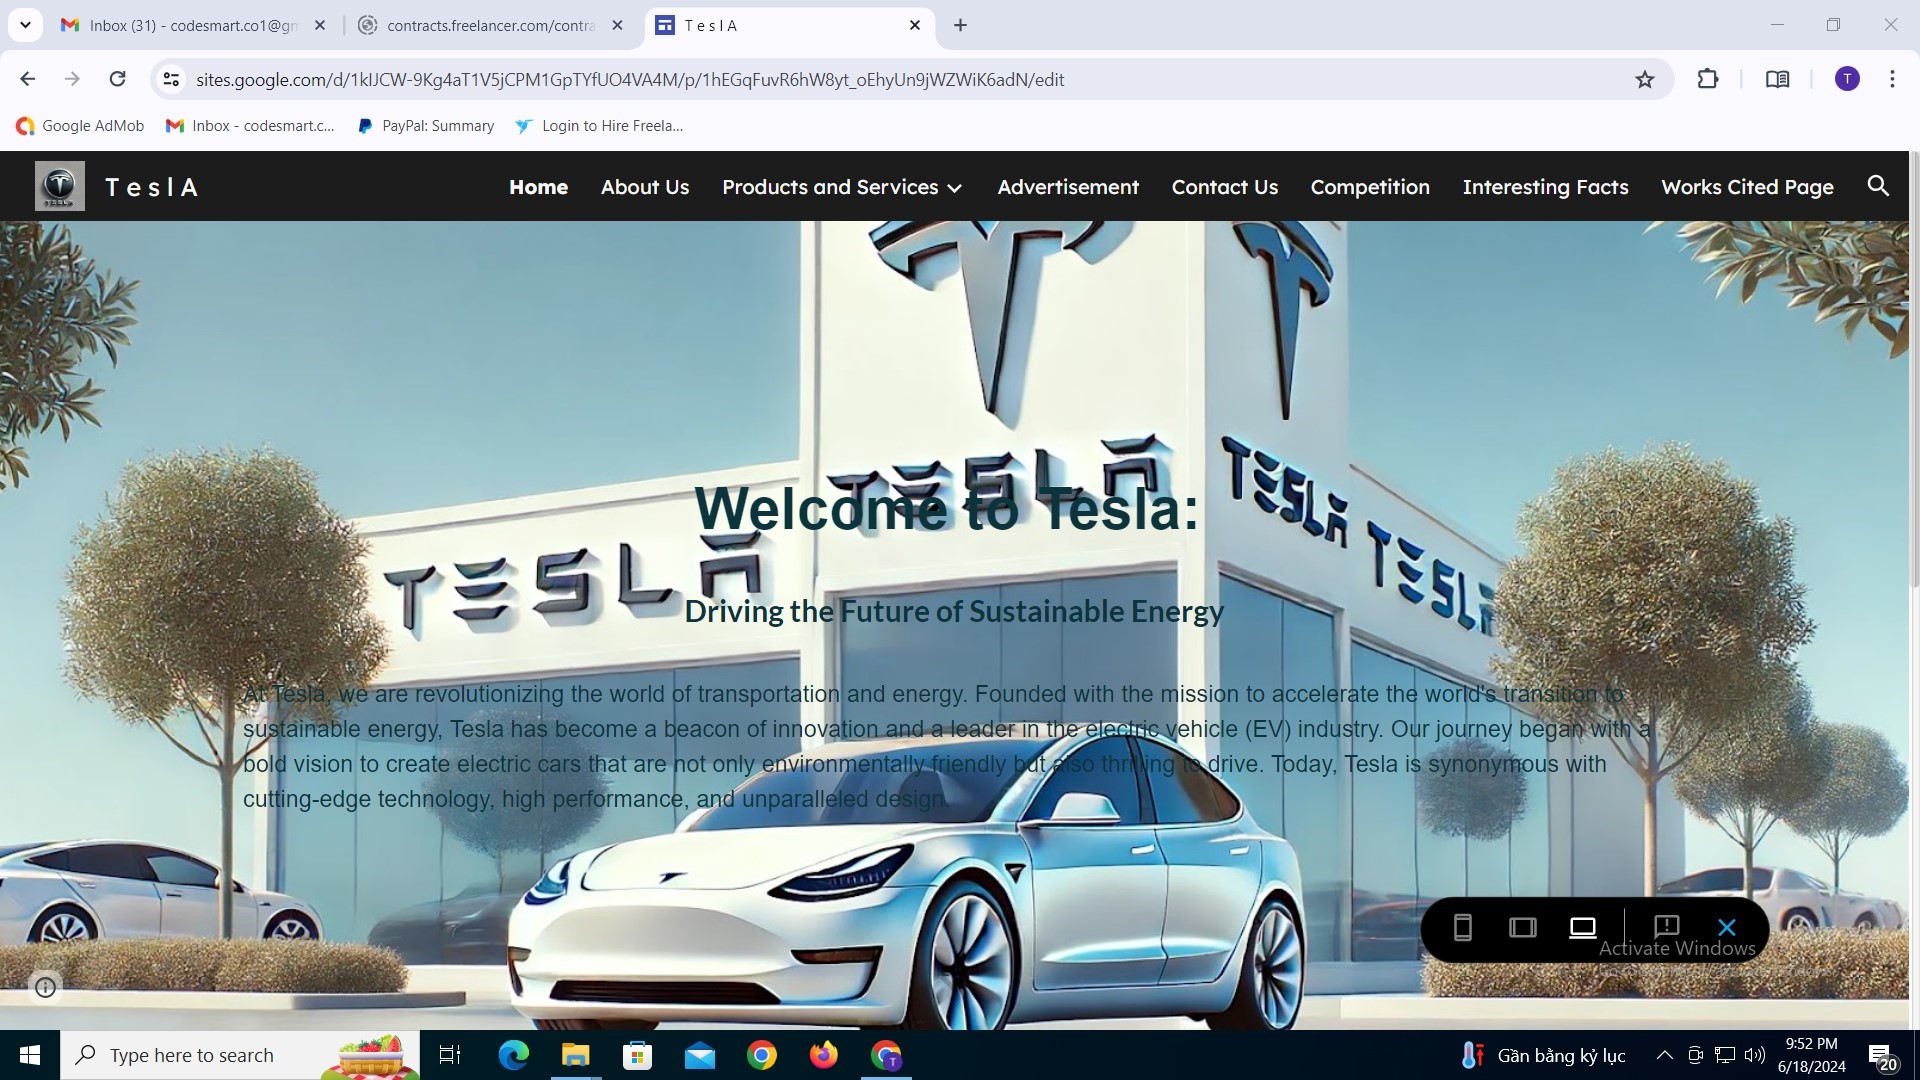 Inbox (31) - codesmart.co1@gm
contracts.freelancer.com/contra
T e s l A
sites.google.com/d/1kIJCW-9Kg4aT1V5jCPM1GpTYfUO4VA4M/p/1hEGqFuvR6hW8yt_oEhyUn9jWZWiK6adN/edit
T
Google AdMob
Inbox - codesmart.c...
PayPal: Summary
Login to Hire Freela...
T e s l A
Home
About Us
Products and Services
Advertisement
Contact Us
Competition
Interesting Facts
Works Cited Page
TESLA
TESLA
TESLA
TESLA
Welcome to Tesla:
Driving the Future of Sustainable Energy
At Tesla, we are revolutionizing the world of transportation and energy. Founded with the mission to accelerate the world's transition to
sustainable energy, Tesla has become a beacon of innovation and a leader in the electric vehicle (EV) industry. Our journey began with a
bold vision to create electric cars that are not only environmentally friendly but also thrilling to drive. Today, Tesla is synonymous with
cutting-edge technology, high performance, and unparalleled design.
Activate Windows
Type here to search
Gần bằng kỷ lục
9:52 PM
6/18/2024
20